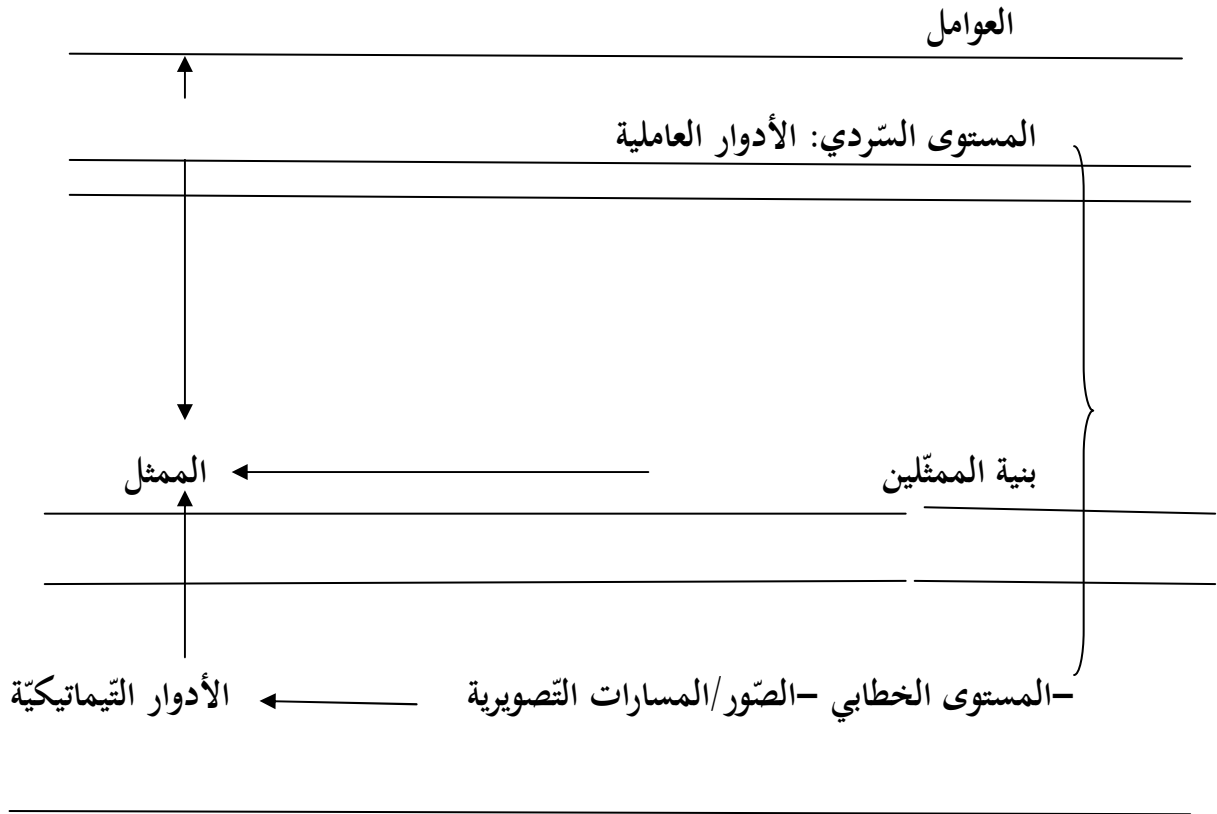 العوامل
المستوى السّردي: الأدوار العاملية
بنية الممثّلين الممثل
–المستوى الخطابي –الصّور/المسارات التّصويرية الأدوار التّيماتيكيّة